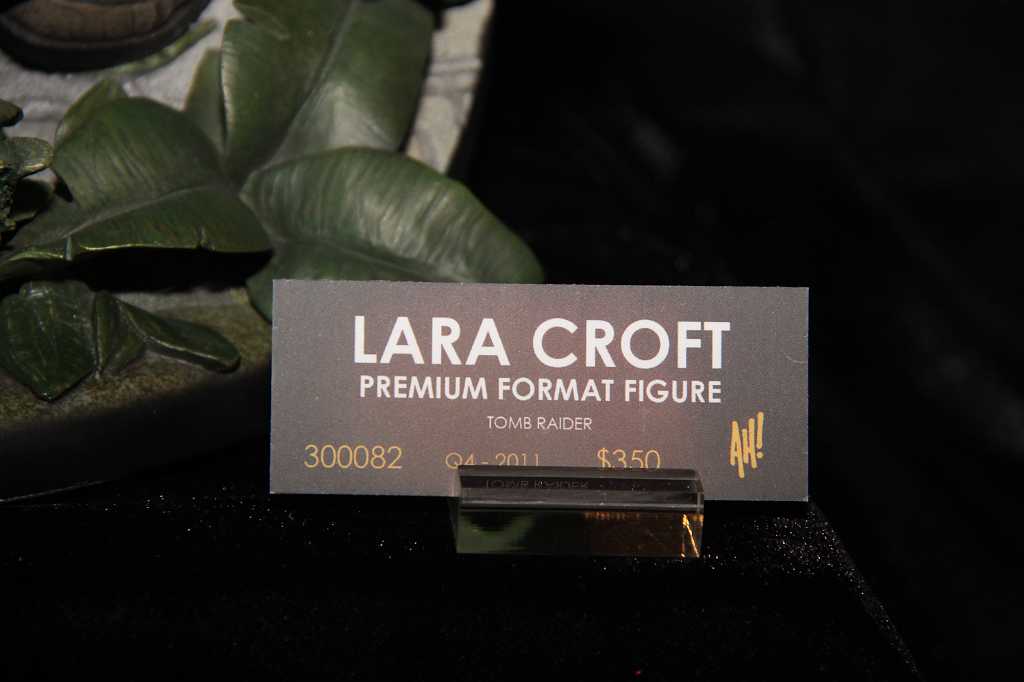 LARA CROFT
PREMIUM FORMAT FIGURE
TOMB RAIDER
300082 Q4 - 2011 $350
AH!